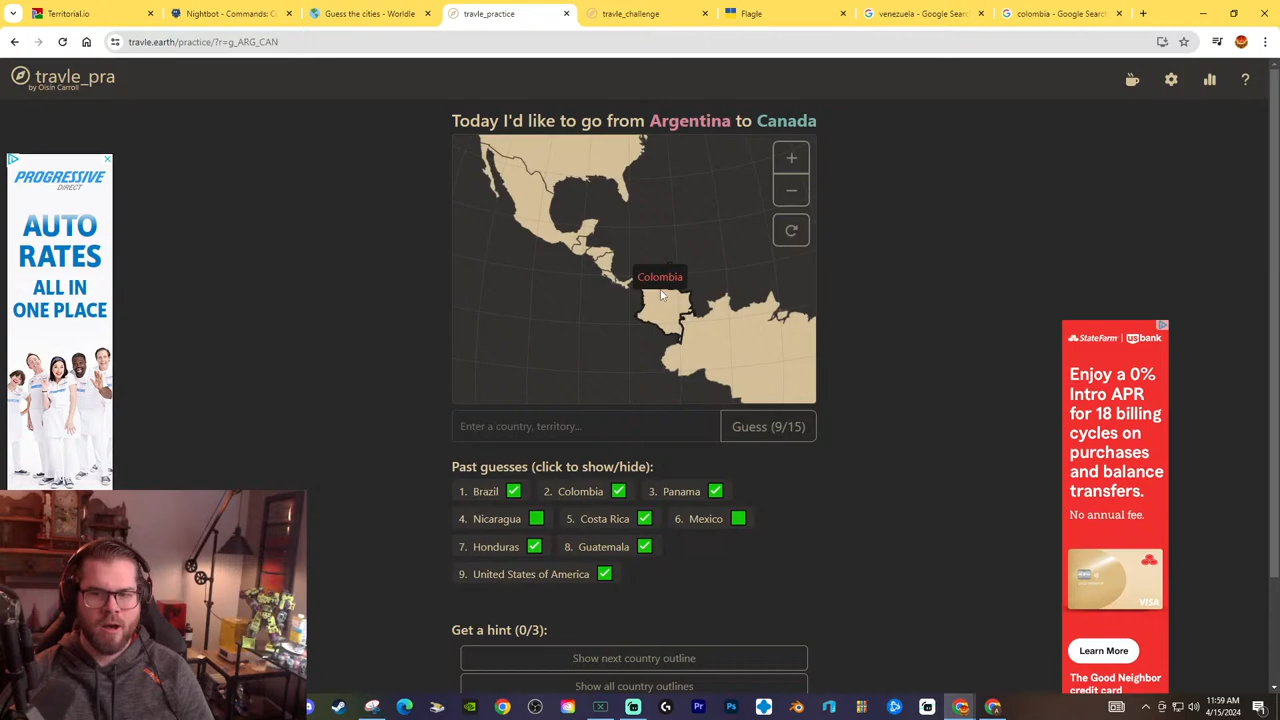 Territorial.io
Nightbot - Commands: C
Guess the cities - Worldle
travle_practice
travle_challenge
Flagle
venezuela - Google Sear
colombia - Google Search
travle.earth/practice/?r=g_ARG_CAN
travle_pra
by Oisín Carroll
Today I'd like to go from Argentina to Canada
Colombia
Enter a country, territory...
Guess (9/15)
Past guesses (click to show/hide):
1. Brazil
2. Colombia
3. Panama
4. Nicaragua
5. Costa Rica
6. Mexico
7. Honduras
8. Guatemala
9. United States of America
Get a hint (0/3):
Show next country outline
Show all country outlines
PROGRESSIVE
DIRECT
AUTO
RATES
ALL IN
ONE PLACE
StateFarm | usbank
Enjoy a 0%
Intro APR
for 18 billing
cycles on
purchases
and balance
transfers.
No annual fee.
VISA
Learn More
The Good Neighbor
credit card
11:59 AM
4/15/2024